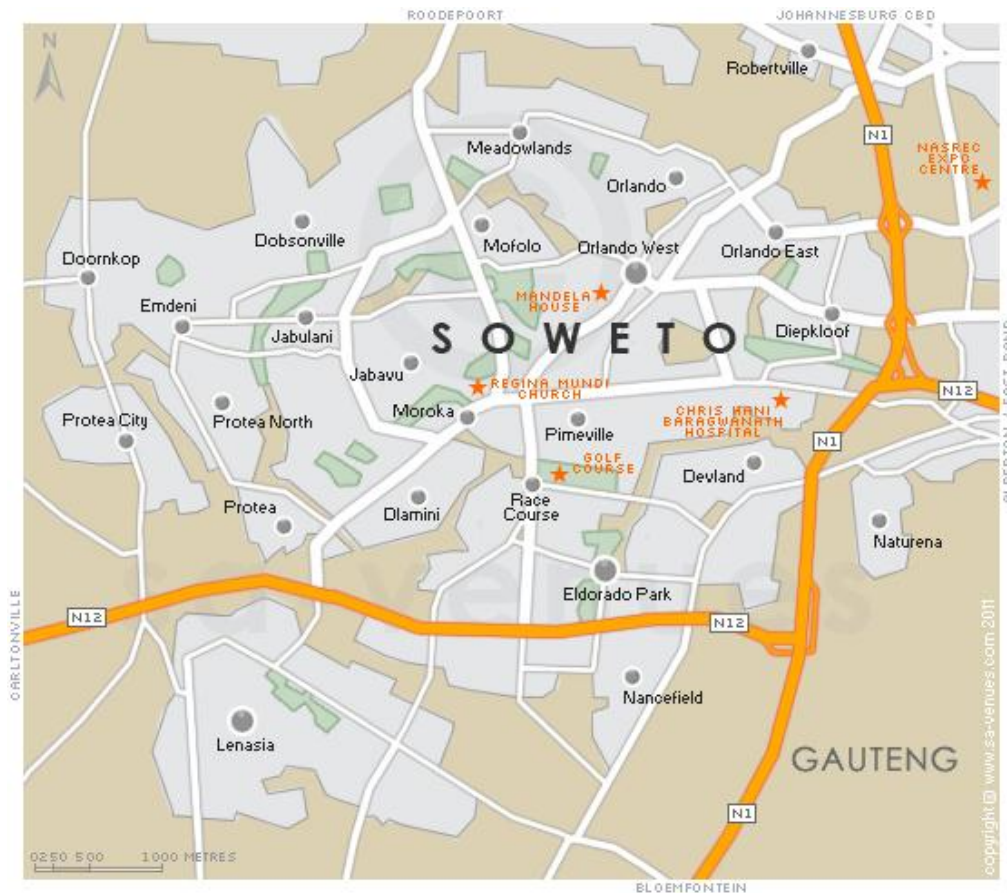 ROODEPOORT
JOHANNESBURG CBD
N
Robertville
N1
Meadowlands
NASREC
EXPO
CENTRE
Orlando
Dobsonville
Mofolo
Orlando West
Orlando East
Doornkop
MANDELA
HOUSE
Emdeni
Jabulani
SOWETO
Diepkloof
Jabavu
REGINA MUNDI
CHURCH
N12
Protea City
Protea North
Moroka
Pimeville
CHRIS HANI
BARAGWANATH
HOSPITAL
N1
GOLF
COURSE
Devland
Protea
Dlamini
Race
Course
Naturena
sa-venues
Eldorado Park
N12
N12
CARLTONVILLE
Nancefield
Lenasia
GAUTENG
N1
copyright @ www.sa-venues.com 2011
0 250 500 1000 METRES
BLOEMFONTEIN